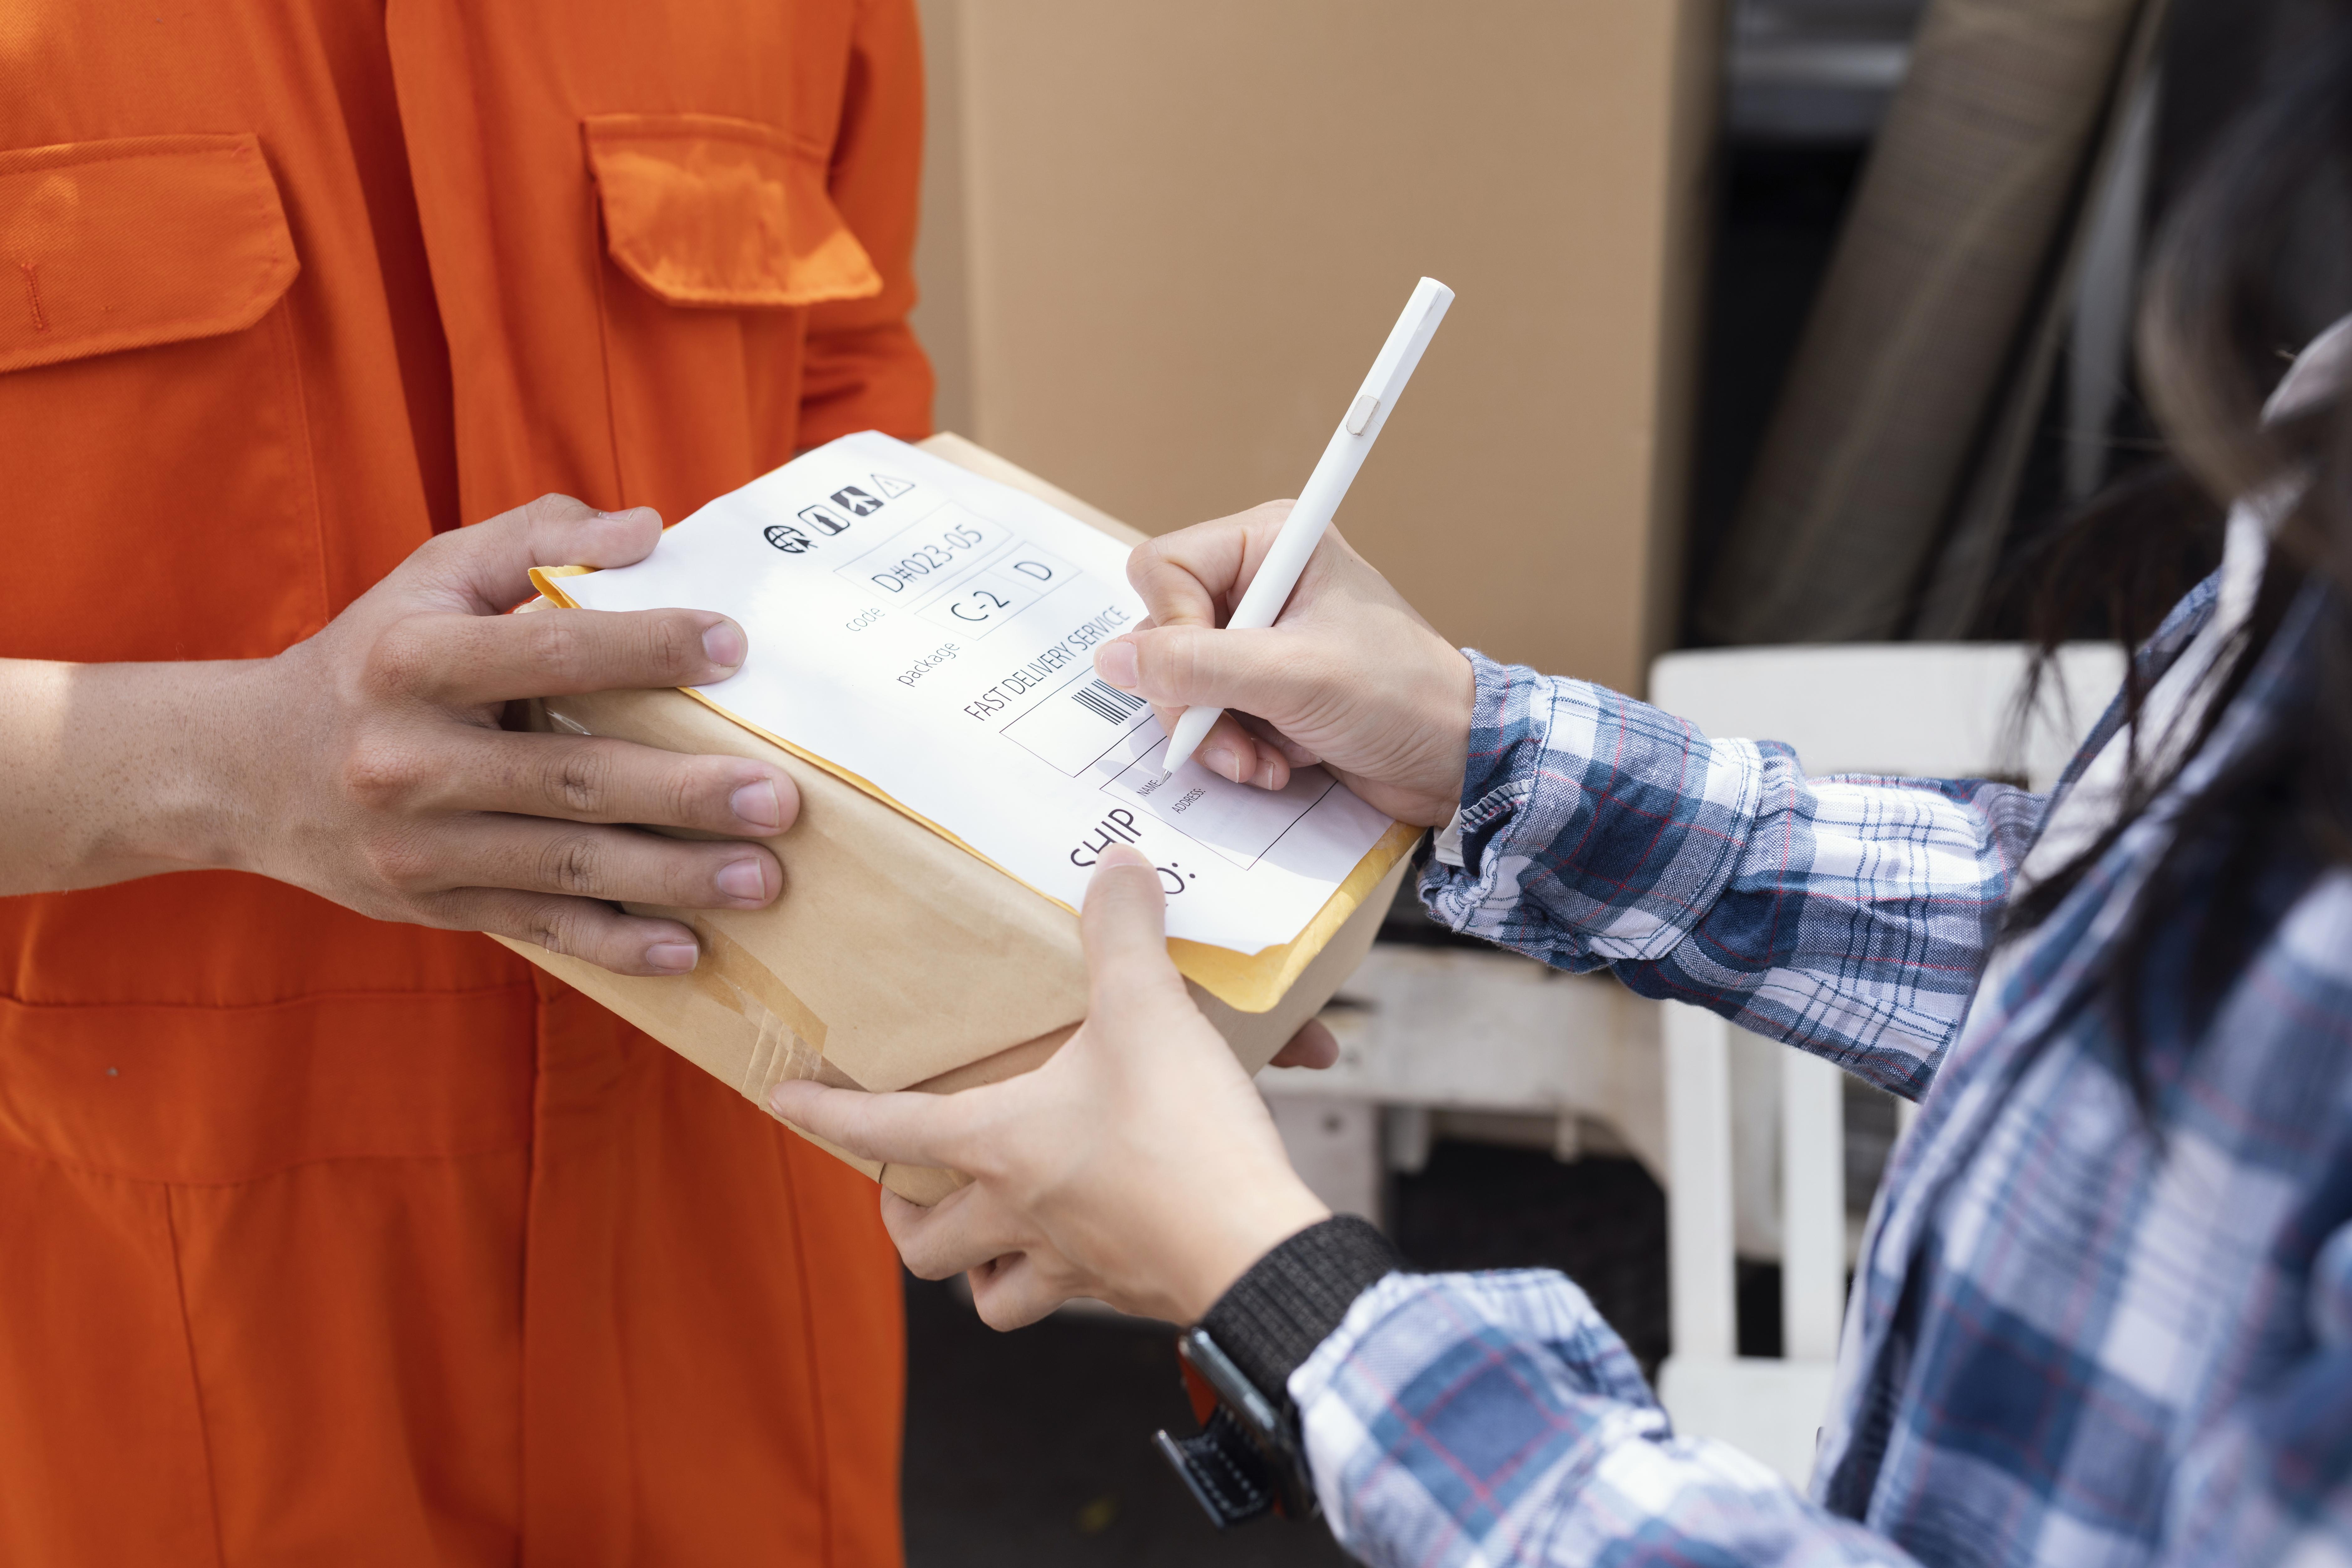 code D#023-05
package C-2 D
FAST DELIVERY SERVICE
SHIP
NAME:
ADDRESS: